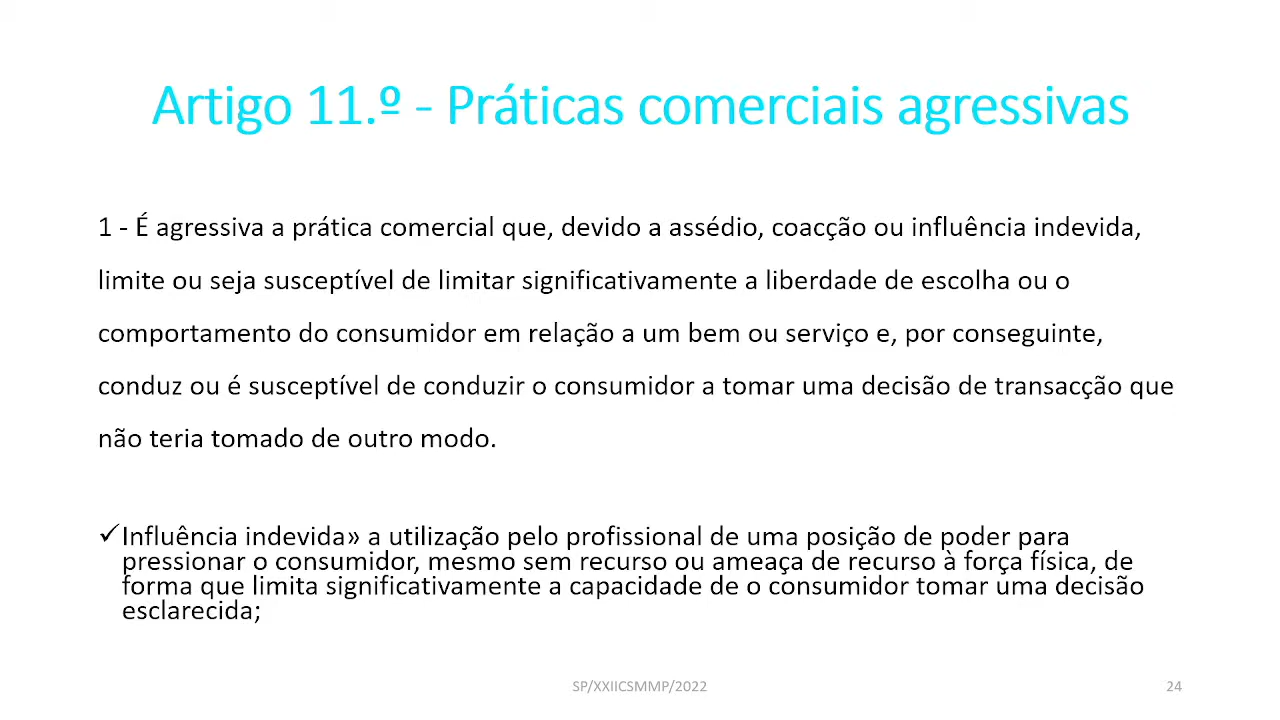 Artigo 11.º - Práticas comerciais agressivas
1 - É agressiva a prática comercial que, devido a assédio, coacção ou influência indevida,
limite ou seja susceptível de limitar significativamente a liberdade de escolha ou o
comportamento do consumidor em relação a um bem ou serviço e, por conseguinte,
conduz ou é susceptível de conduzir o consumidor a tomar uma decisão de transacção que
não teria tomado de outro modo.
✓Influência indevida» a utilização pelo profissional de uma posição de poder para
pressionar o consumidor, mesmo sem recurso ou ameaça de recurso à força física, de
forma que limita significativamente a capacidade de o consumidor tomar uma decisão
esclarecida;
SP/XXIICSMMP/2022
24